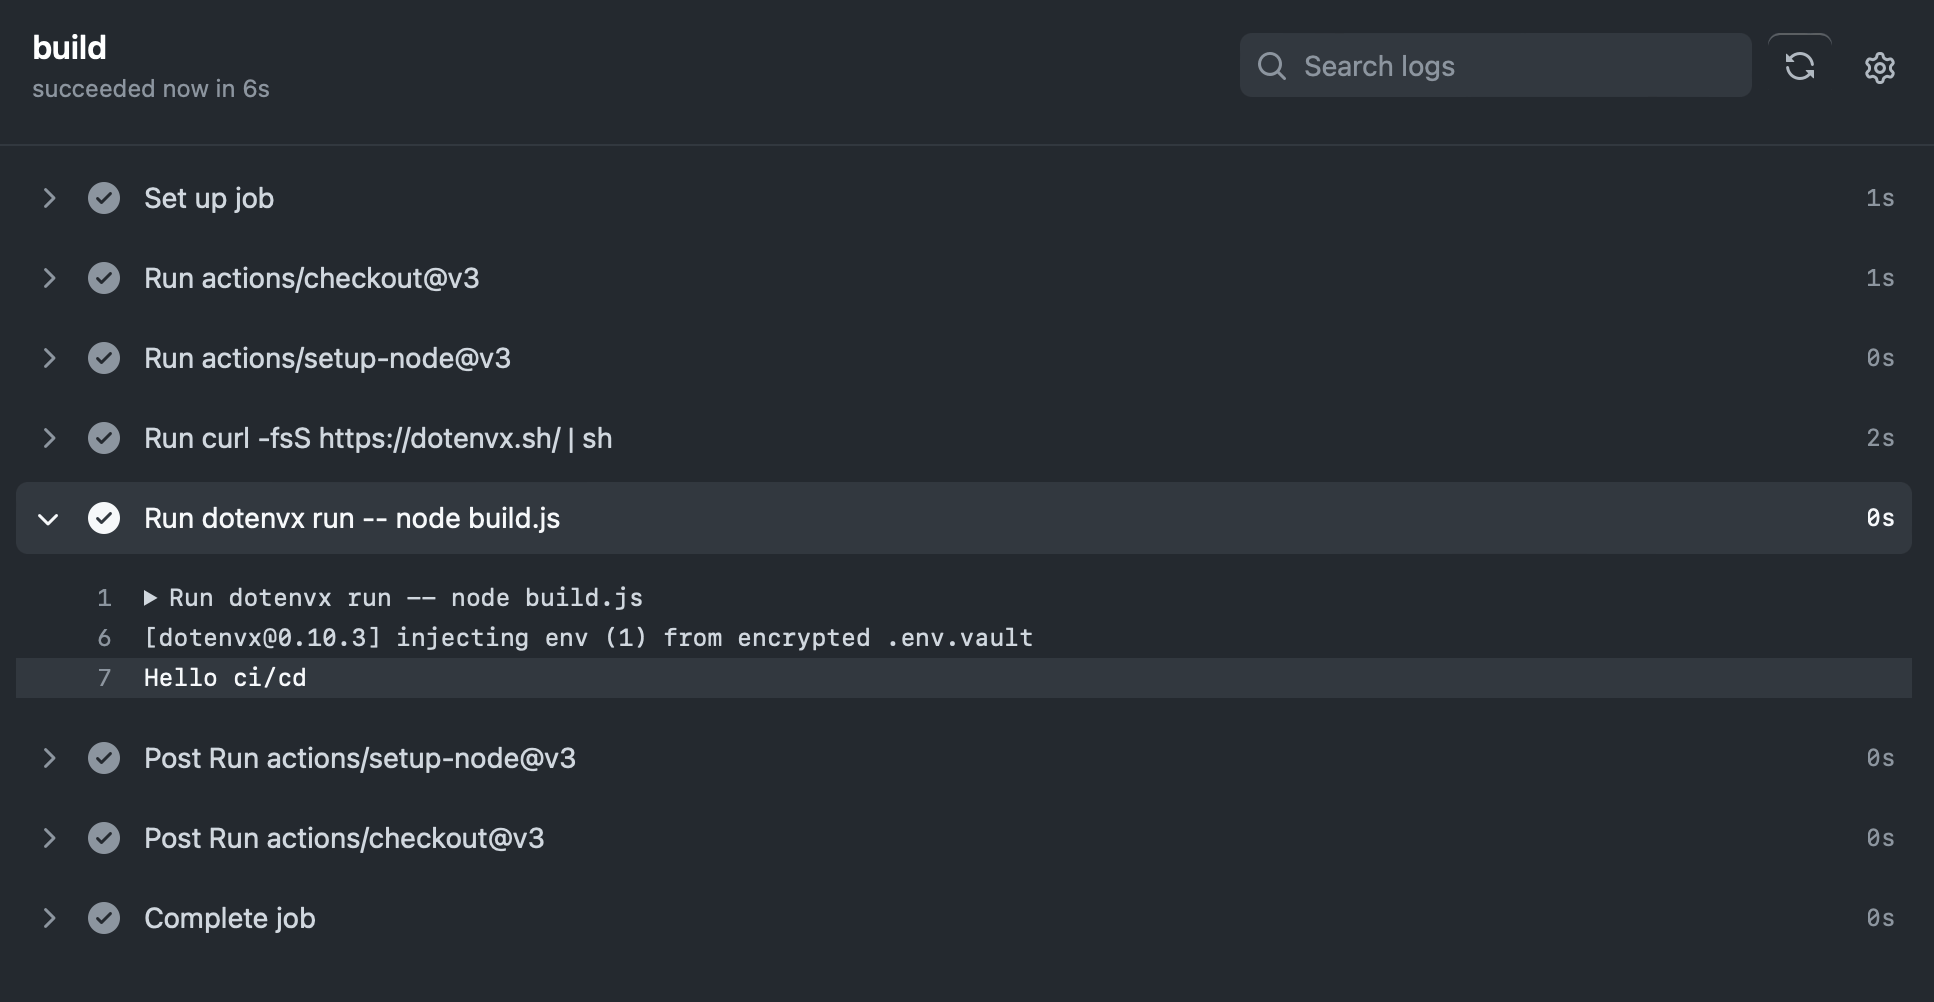 build
succeeded now in 6s
Search logs
Set up job 1s
Run actions/checkout@v3 1s
Run actions/setup-node@v3 0s
Run curl -fsS https://dotenvx.sh/ | sh 2s
Run dotenvx run -- node build.js 0s
1 ▶ Run dotenvx run -- node build.js
6 [dotenvx@0.10.3] injecting env (1) from encrypted .env.vault
7 Hello ci/cd
Post Run actions/setup-node@v3 0s
Post Run actions/checkout@v3 0s
Complete job 0s